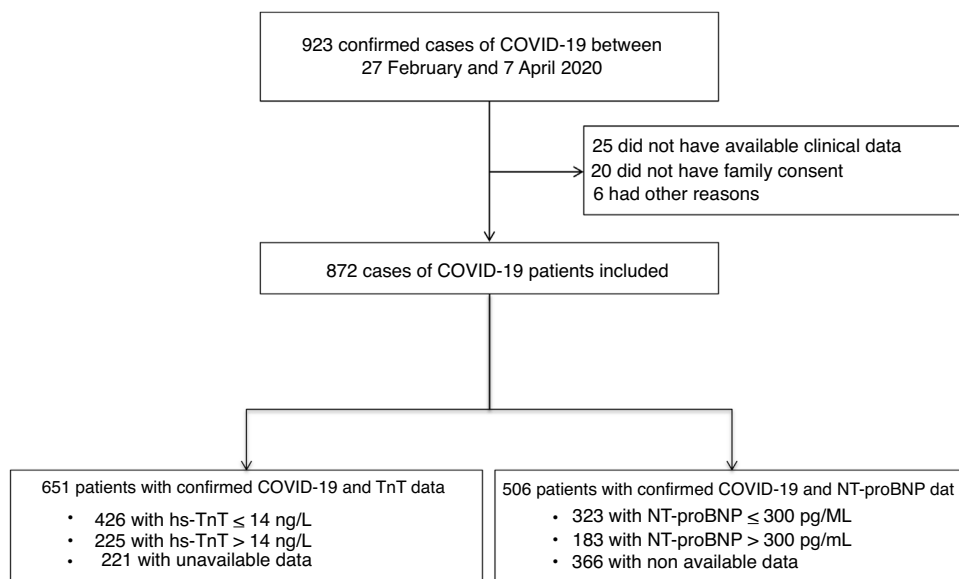 923 confirmed cases of COVID-19 between
27 February and 7 April 2020
25 did not have available clinical data
20 did not have family consent
6 had other reasons
872 cases of COVID-19 patients included
651 patients with confirmed COVID-19 and TnT data
• 426 with hs-TnT ≤ 14 ng/L
• 225 with hs-TnT > 14 ng/L
• 221 with unavailable data
506 patients with confirmed COVID-19 and NT-proBNP dat
• 323 with NT-proBNP ≤ 300 pg/ML
• 183 with NT-proBNP > 300 pg/mL
• 366 with non available data